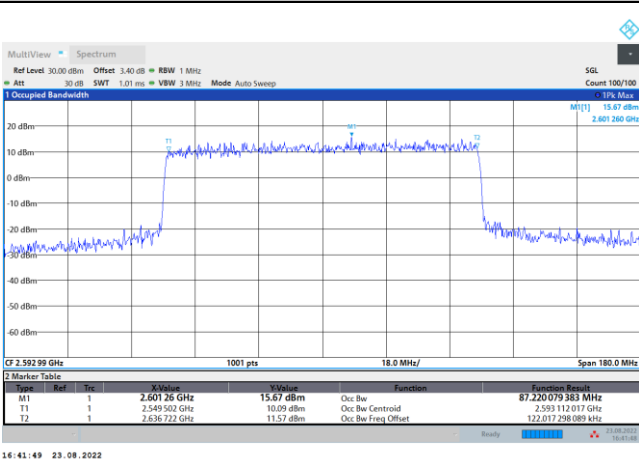 MultiView Spectrum
Ref Level 30.00 dBm Offset 3.40 dB RBW 1 MHz SGL
Att 30 dB SWT 1.01 ms VBW 3 MHz Mode Auto Sweep Count 100/100
1 Occupied Bandwidth 1Pk Max
M1[1] 15.67 dBm
2.601 260 GHz
20 dBm
M1
T1
T2
10 dBm
0 dBm
-10 dBm
-20 dBm
-30 dBm
-40 dBm
-50 dBm
-60 dBm
CF 2.592 99 GHz 1001 pts 18.0 MHz/ Span 180.0 MHz
2 Marker Table
Type Ref Trc X-Value Y-Value Function Function Result
M1 1 2.601 26 GHz 15.67 dBm Occ Bw 87.220 079 383 MHz
T1 1 2.549 502 GHz 10.09 dBm Occ Bw Centroid 2.593 112 017 GHz
T2 1 2.636 722 GHz 11.57 dBm Occ Bw Freq Offset 122.017 298 089 kHz
Ready 23.08.2022
16:41:48
16:41:49 23.08.2022